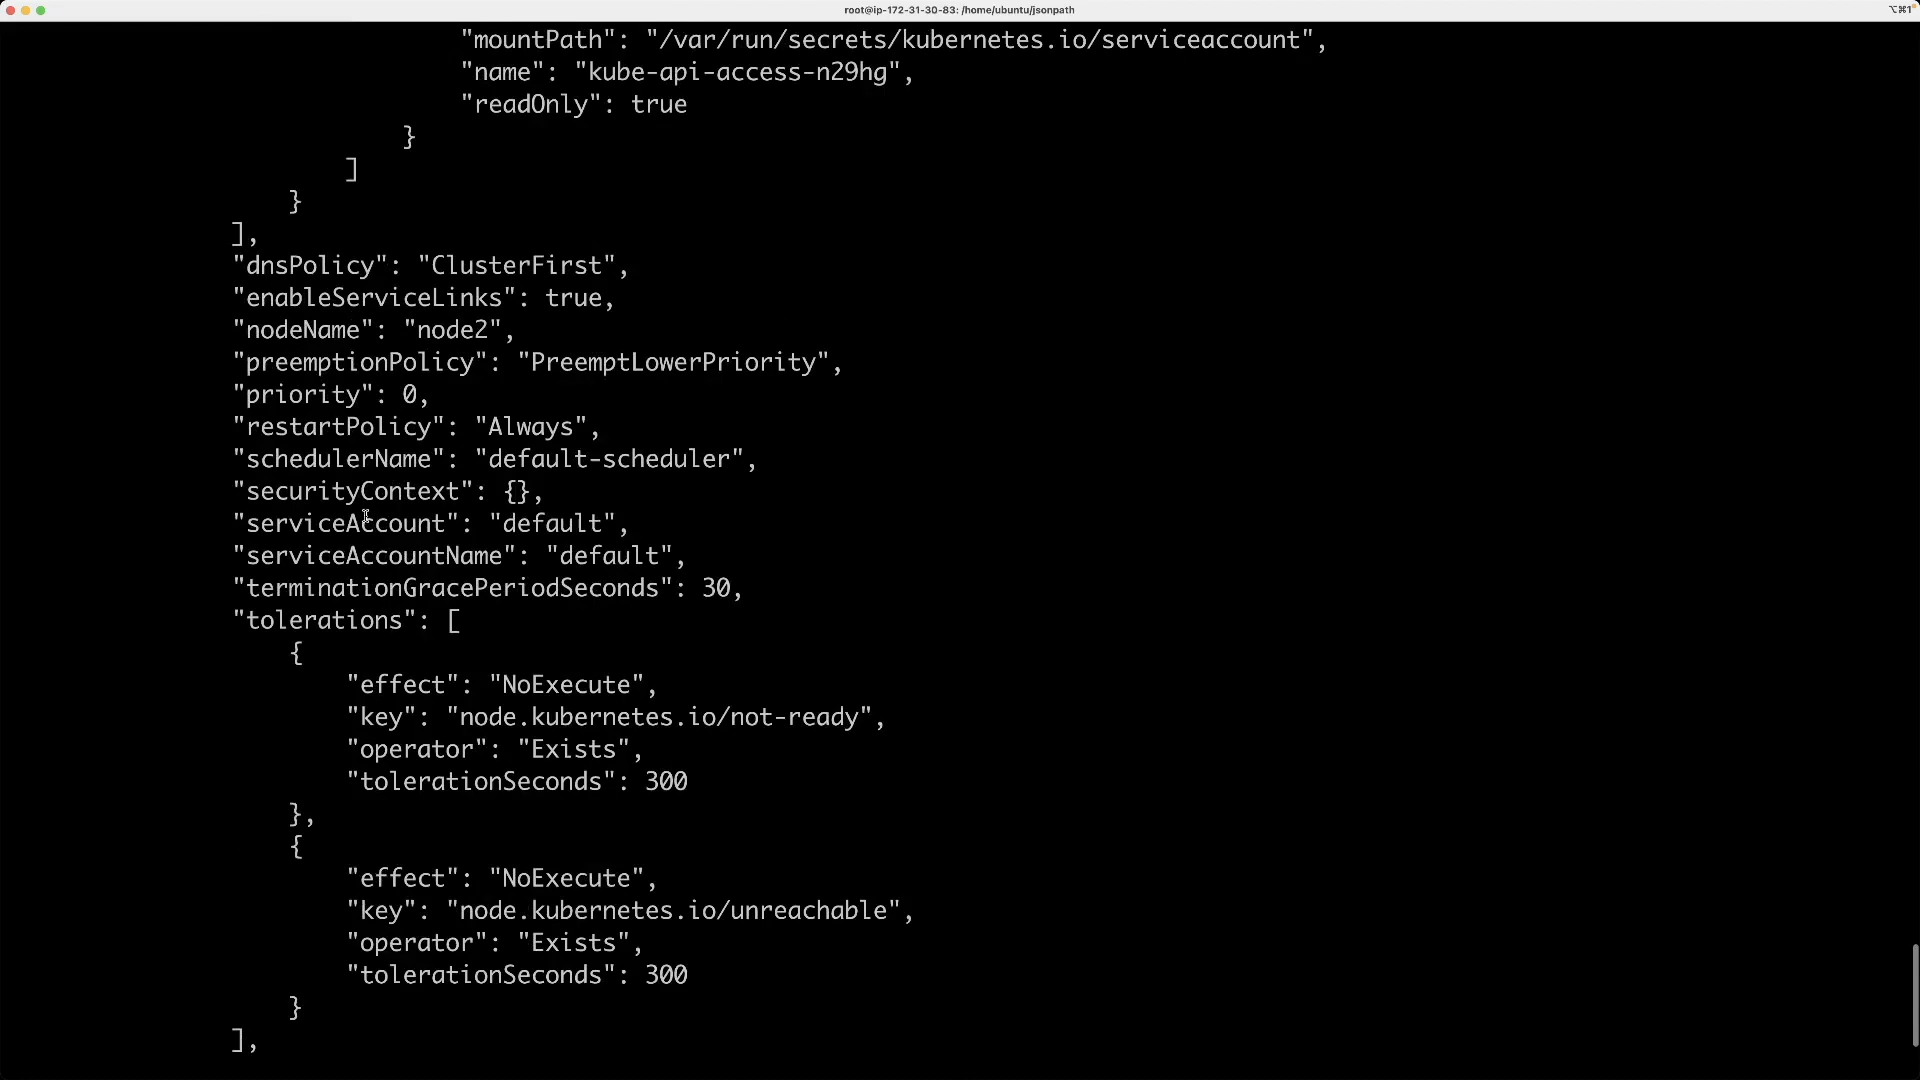 root@ip-172-31-30-83: /home/ubuntu/jsonpath
⌥⌘1
"mountPath": "/var/run/secrets/kubernetes.io/serviceaccount",
"name": "kube-api-access-n29hg",
"readOnly": true
}
]
}
],
"dnsPolicy": "ClusterFirst",
"enableServiceLinks": true,
"nodeName": "node2",
"preemptionPolicy": "PreemptLowerPriority",
"priority": 0,
"restartPolicy": "Always",
"schedulerName": "default-scheduler",
"securityContext": {},
"serviceAccount": "default",
"serviceAccountName": "default",
"terminationGracePeriodSeconds": 30,
"tolerations": [
{
"effect": "NoExecute",
"key": "node.kubernetes.io/not-ready",
"operator": "Exists",
"tolerationSeconds": 300
},
{
"effect": "NoExecute",
"key": "node.kubernetes.io/unreachable",
"operator": "Exists",
"tolerationSeconds": 300
}
],